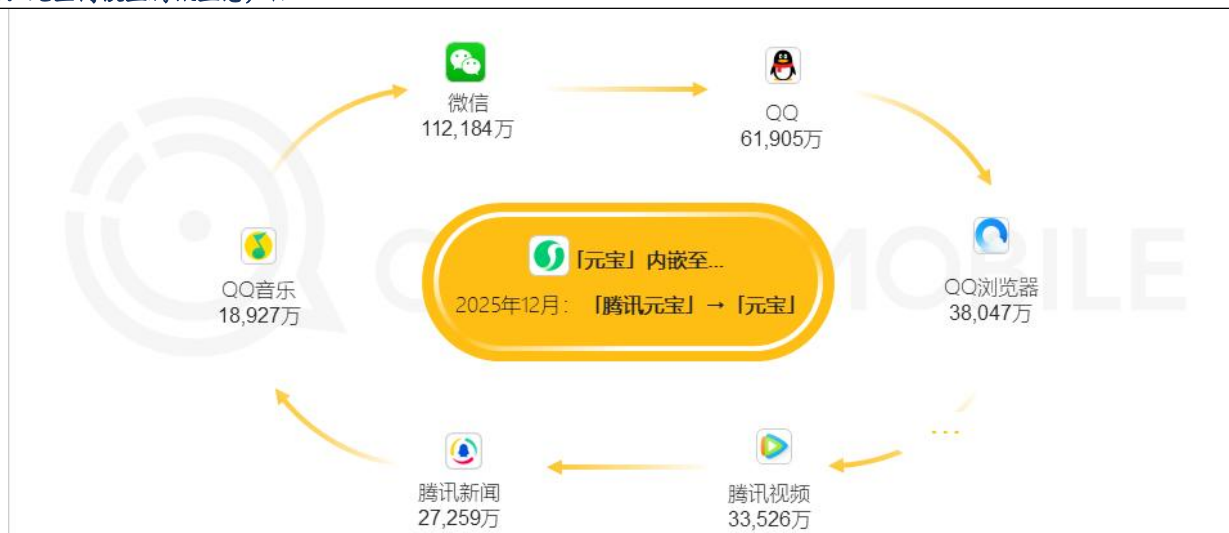 微信
112,184万
QQ
61,905万
QQ浏览器
38,047万
...
腾讯视频
33,526万
腾讯新闻
27,259万
QQ音乐
18,927万
「元宝」内嵌至...
2025年12月：「腾讯元宝」→「元宝」
MOBILE